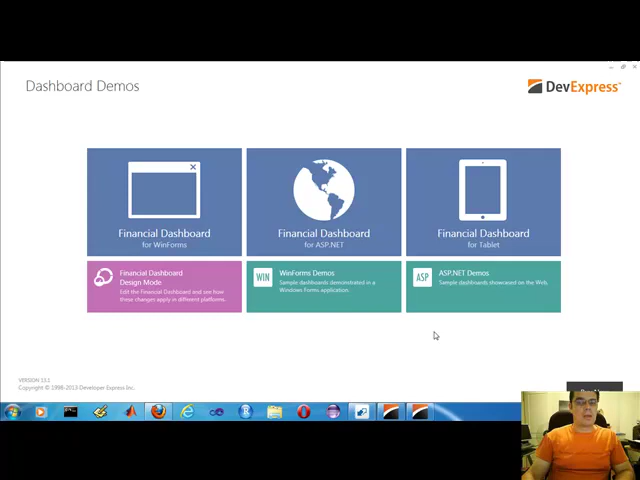 Dashboard Demos
DevExpress
Financial Dashboard
for WinForms
Financial Dashboard
for ASP.NET
Financial Dashboard
for Tablet
Financial Dashboard
Design Mode
Edit the Financial Dashboard and see how
these changes apply in different platforms.
WIN
WinForms Demos
Sample dashboards demonstrated in a
Windows Forms application.
ASP
ASP.NET Demos
Sample dashboards showcased on the Web.
Copyright © 1998-2013 Developer Express Inc.